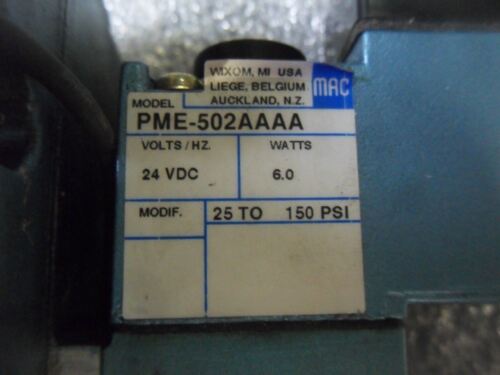 WIXOM, MI USA
LIEGE, BELGIUM
AUCKLAND, N.Z.
MAC
MODEL
PME-502AAAA
VOLTS/HZ. WATTS
24 VDC 6.0
MODIF. 25 TO 150 PSI